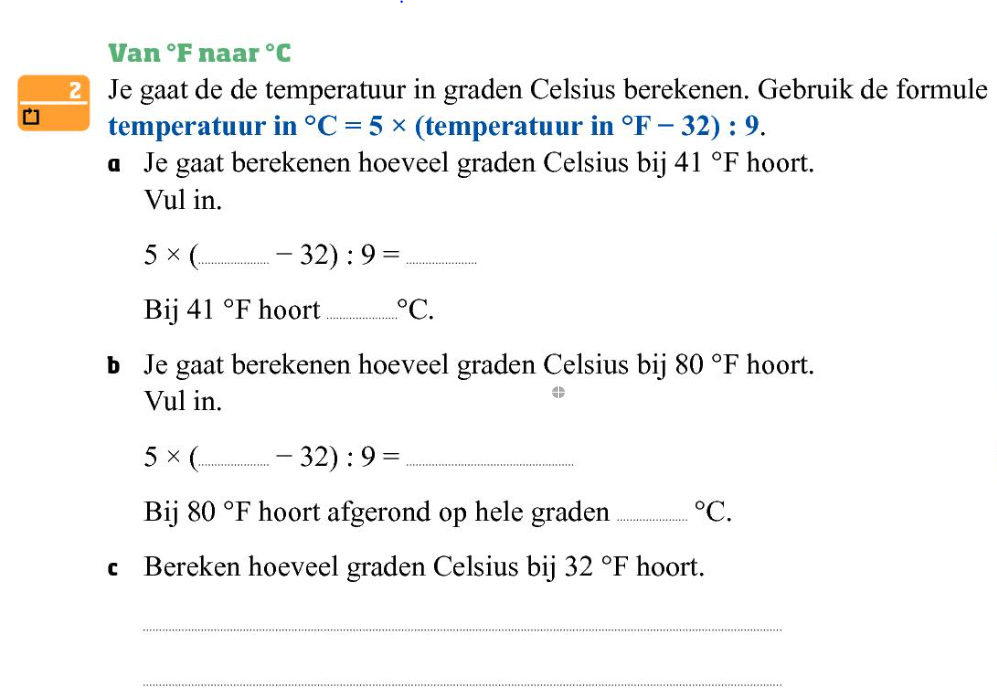 Van °F naar °C
2
Je gaat de de temperatuur in graden Celsius berekenen. Gebruik de formule
temperatuur in °C = 5 × (temperatuur in °F − 32) : 9.
a Je gaat berekenen hoeveel graden Celsius bij 41 °F hoort.
Vul in.
5 × (............ − 32) : 9 = ............
Bij 41 °F hoort ............°C.
b Je gaat berekenen hoeveel graden Celsius bij 80 °F hoort.
Vul in.
5 × (............ − 32) : 9 = ............................
Bij 80 °F hoort afgerond op hele graden ............ °C.
c Bereken hoeveel graden Celsius bij 32 °F hoort.